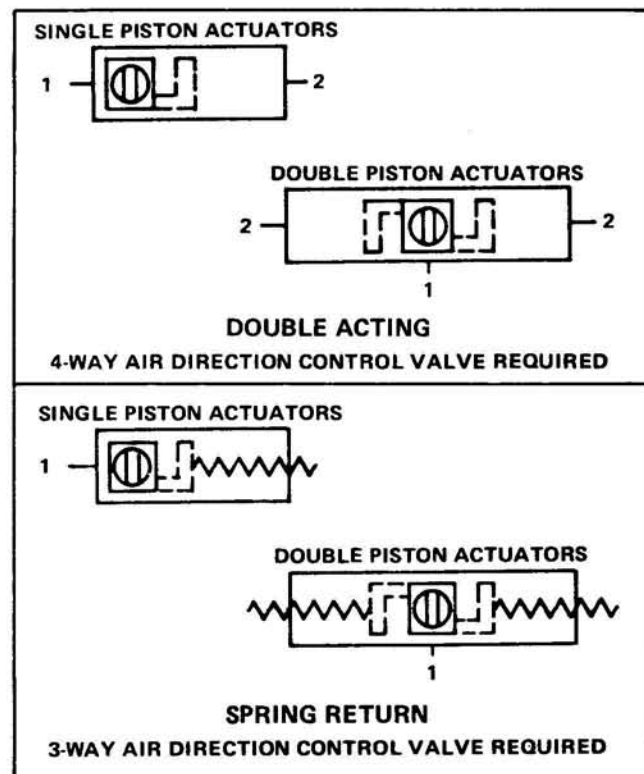 SINGLE PISTON ACTUATORS
1 2
DOUBLE PISTON ACTUATORS
2 2
1
DOUBLE ACTING
4-WAY AIR DIRECTION CONTROL VALVE REQUIRED
SINGLE PISTON ACTUATORS
1
DOUBLE PISTON ACTUATORS
1
SPRING RETURN
3-WAY AIR DIRECTION CONTROL VALVE REQUIRED